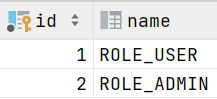 id name
1 ROLE_USER
2 ROLE_ADMIN